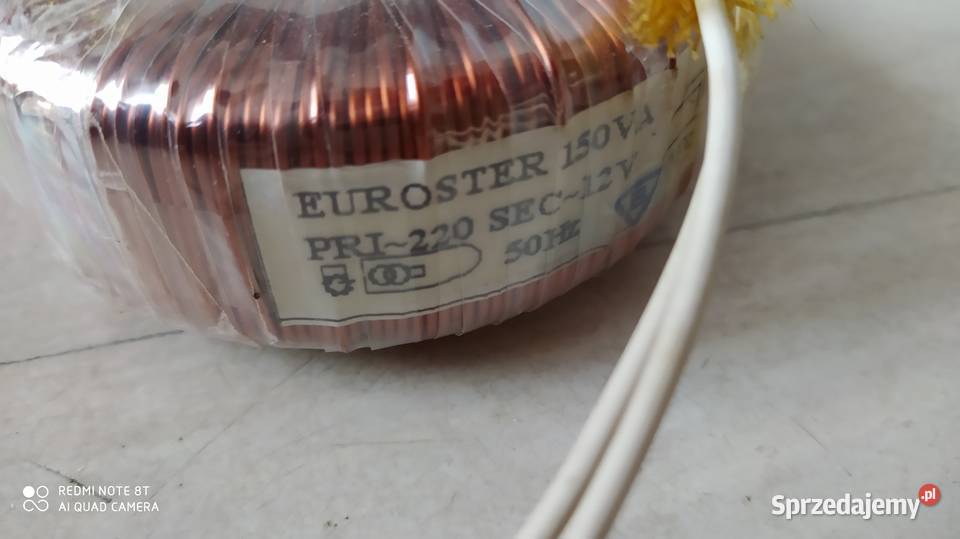 EUROSTER 150VA
PRI~220 SEC~12V
50Hz
REDMI NOTE 8T
AI QUAD CAMERA
Sprzedajemy.pl